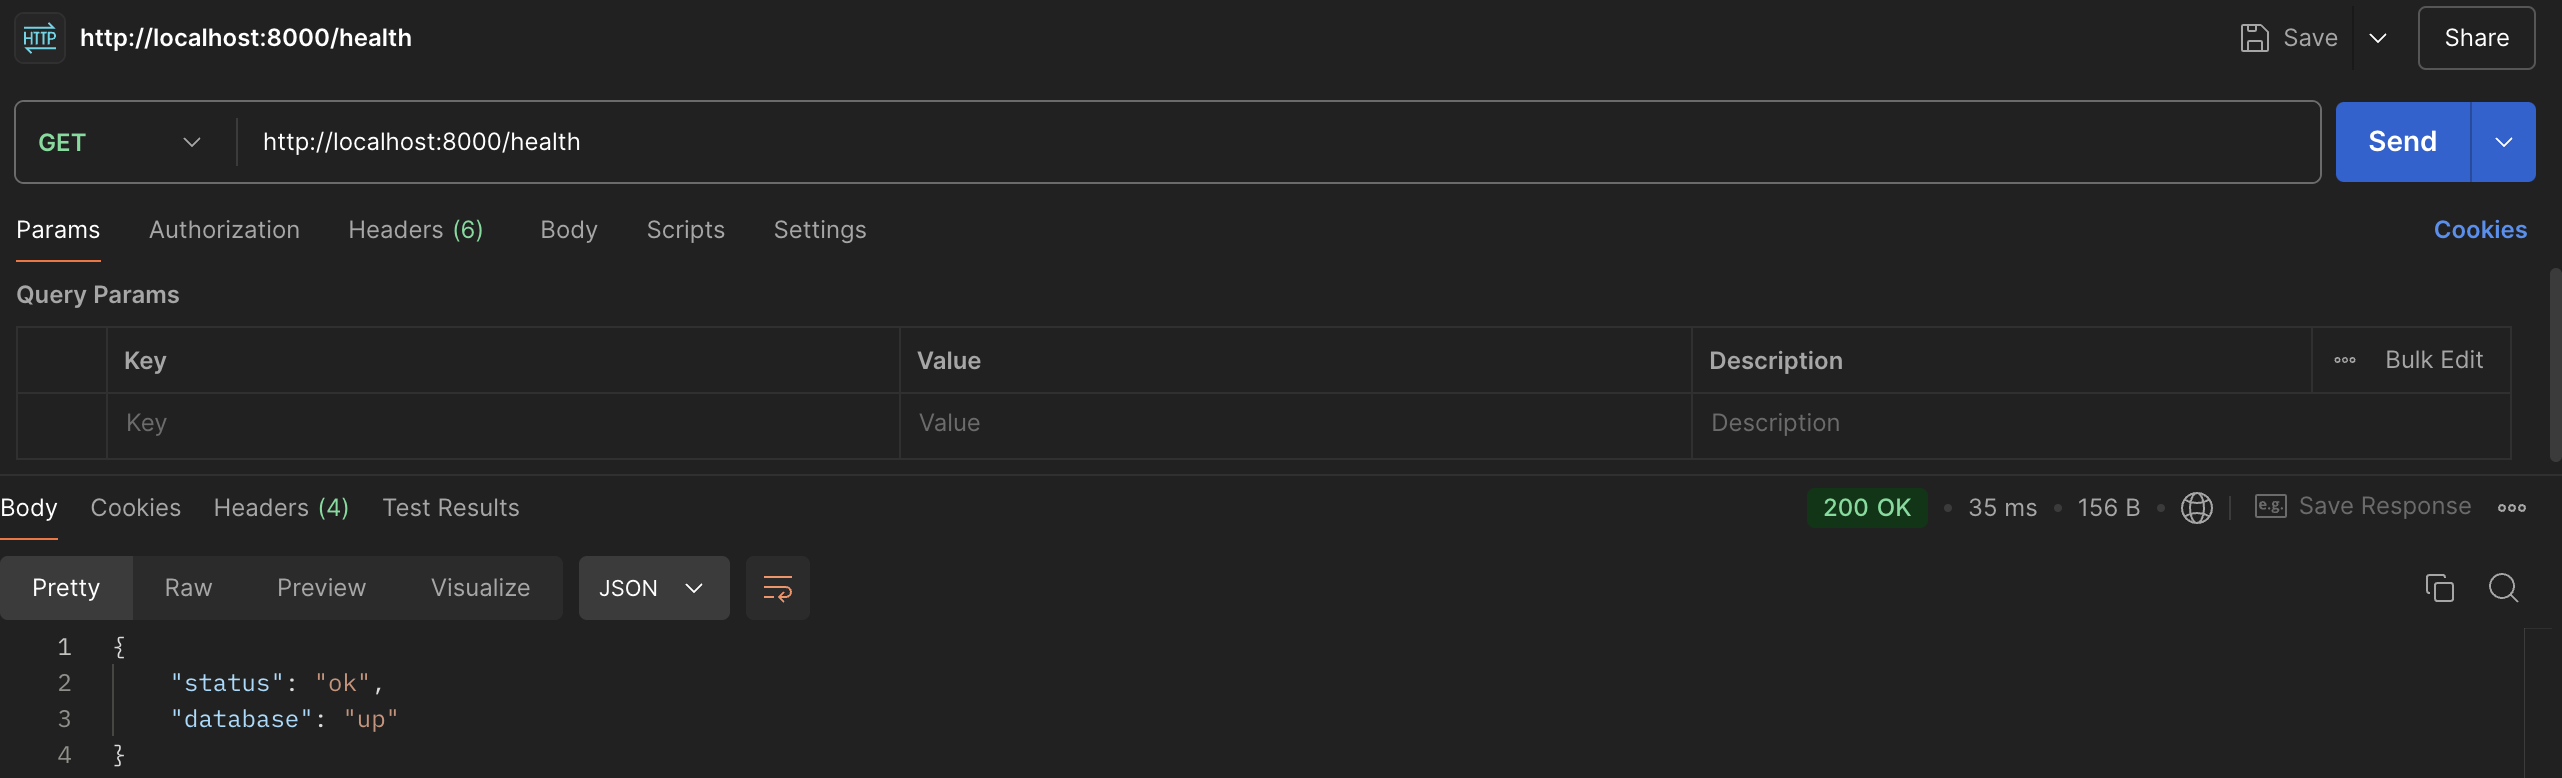 HTTP http://localhost:8000/health Save Share
GET http://localhost:8000/health Send
Params Authorization Headers (6) Body Scripts Settings Cookies
Query Params
Key Value Description Bulk Edit
Key Value Description
Body Cookies Headers (4) Test Results 200 OK • 35 ms • 156 B • e.g. Save Response
Pretty Raw Preview Visualize JSON
1 {
2 "status": "ok",
3 "database": "up"
4 }